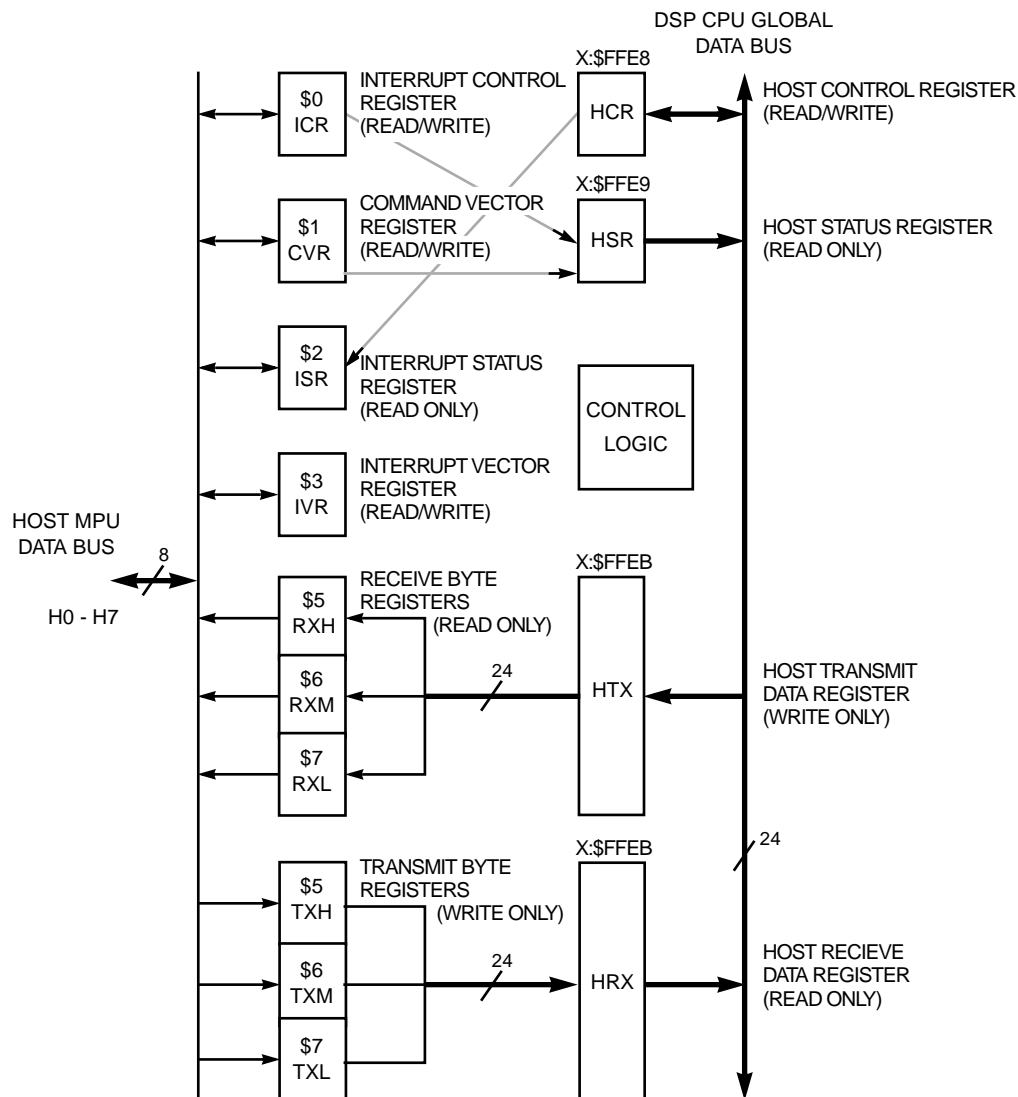 DSP CPU GLOBAL
DATA BUS
X:$FFE8
$0
ICR
INTERRUPT CONTROL
REGISTER
(READ/WRITE)
HCR
HOST CONTROL REGISTER
(READ/WRITE)
X:$FFE9
$1
CVR
COMMAND VECTOR
REGISTER
(READ/WRITE)
HSR
HOST STATUS REGISTER
(READ ONLY)
$2
ISR
INTERRUPT STATUS
REGISTER
(READ ONLY)
CONTROL
LOGIC
$3
IVR
INTERRUPT VECTOR
REGISTER
(READ/WRITE)
HOST MPU
DATA BUS
8
H0 - H7
X:$FFEB
RECEIVE BYTE
REGISTERS
(READ ONLY)
$5
RXH
$6
RXM
$7
RXL
24
HTX
HOST TRANSMIT
DATA REGISTER
(WRITE ONLY)
24
X:$FFEB
TRANSMIT BYTE
REGISTERS
(WRITE ONLY)
$5
TXH
$6
TXM
$7
TXL
24
HRX
HOST RECIEVE
DATA REGISTER
(READ ONLY)